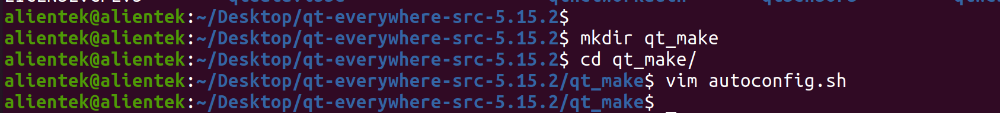 alientek@alientek:~/Desktop/qt-everywhere-src-5.15.2$
alientek@alientek:~/Desktop/qt-everywhere-src-5.15.2$ mkdir qt_make
alientek@alientek:~/Desktop/qt-everywhere-src-5.15.2$ cd qt_make/
alientek@alientek:~/Desktop/qt-everywhere-src-5.15.2/qt_make$ vim autoconfig.sh
alientek@alientek:~/Desktop/qt-everywhere-src-5.15.2/qt_make$